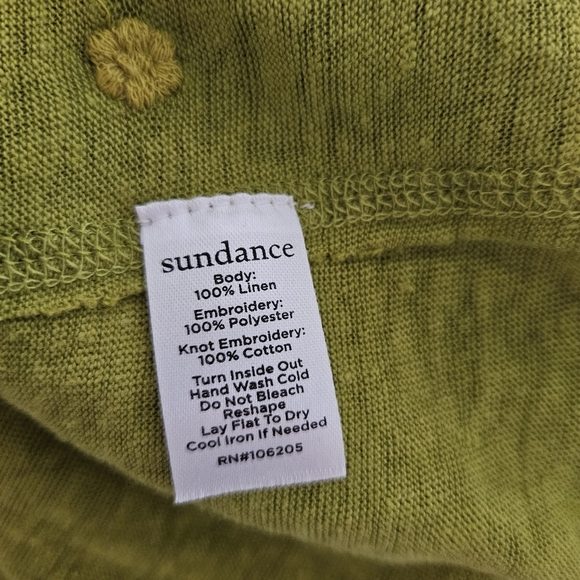 sundance
Body:
100% Linen
Embroidery:
100% Polyester
Knot Embroidery:
100% Cotton
Turn Inside Out
Hand Wash Cold
Do Not Bleach
Reshape
Lay Flat To Dry
Cool Iron If Needed
RN#106205